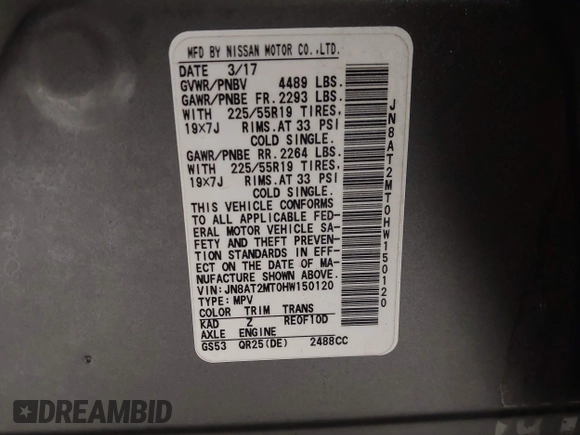 MFD BY NISSAN MOTOR CO.,LTD.
DATE 3/17
GVWR/PNBV 4489 LBS.
GAWR/PNBE FR. 2293 LBS.
WITH 225/55R19 TIRES,
19X7J RIMS.AT 33 PSI
COLD SINGLE.
GAWR/PNBE RR. 2264 LBS.
WITH 225/55R19 TIRES,
19X7J RIMS.AT 33 PSI
COLD SINGLE.
THIS VEHICLE CONFORMS
TO ALL APPLICABLE FED-
ERAL MOTOR VEHICLE SA-
FETY AND THEFT PREVEN-
TION STANDARDS IN EFF-
ECT ON THE DATE OF MA-
NUFACTURE SHOWN ABOVE.
VIN:JN8AT2MT0HW150120
TYPE:MPV
COLOR TRIM TRANS
KAD Z RE0F10D
AXLE ENGINE
GS53 QR25(DE) 2488CC
JN8AT2MT0HW150120
DREAMBID